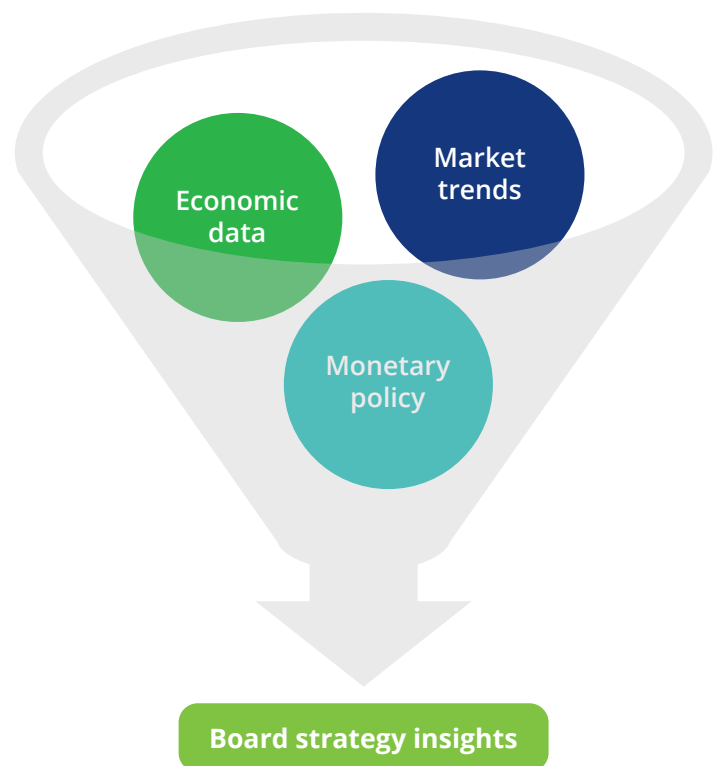 Economic
data
Market
trends
Monetary
policy
Board strategy insights